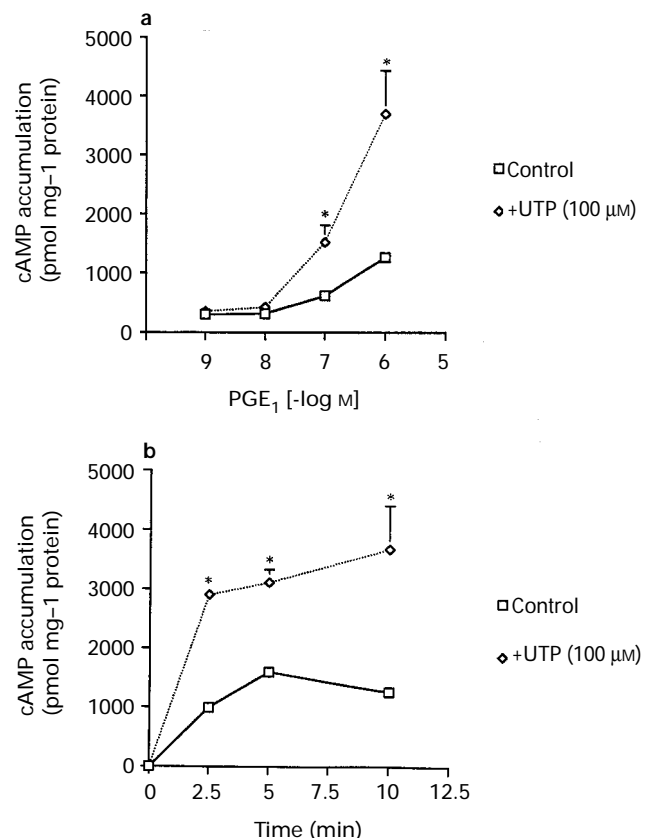 a
5000
4000
3000
2000
1000
0
cAMP accumulation
(pmol mg–1 protein)
*
*
9 8 7 6 5
PGE₁ [-log M]
Control
+UTP (100 µM)
b
5000
4000
3000
2000
1000
0
cAMP accumulation
(pmol mg–1 protein)
*
*
*
0 2.5 5 7.5 10 12.5
Time (min)
Control
+UTP (100 µM)